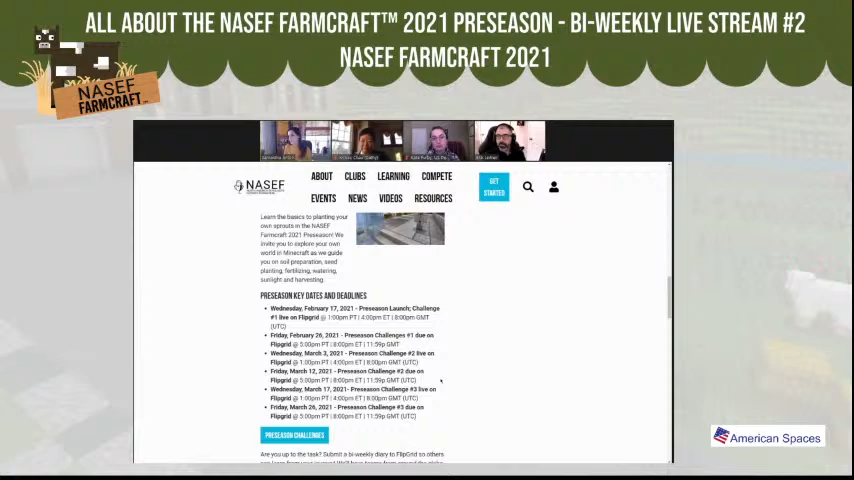 ALL ABOUT THE NASEF FARMCRAFT™ 2021 PRESEASON - BI-WEEKLY LIVE STREAM #2
NASEF FARMCRAFT 2021
NASEF
FARMCRAFT
NASEF
ABOUT CLUBS LEARNING COMPETE
EVENTS NEWS VIDEOS RESOURCES
GET
STARTED
Learn the basics to planting your
own sprouts in the NASEF
Farmcraft 2021 Preseason! We
invite you to explore your own
world in Minecraft as we guide
you on soil preparation, seed
planting, fertilizing, watering,
sunlight and harvesting.
PRESEASON KEY DATES AND DEADLINES
• Wednesday, February 17, 2021 - Preseason Launch; Challenge
#1 live on Flipgrid @ 1:00pm PT | 4:00pm ET | 8:00pm GMT
(UTC)
• Friday, February 26, 2021 - Preseason Challenges #1 due on
Flipgrid @ 5:00pm PT | 8:00pm ET | 11:59p GMT
• Wednesday, March 3, 2021 - Preseason Challenge #2 live on
Flipgrid @ 1:00pm PT | 4:00pm ET | 8:00pm GMT (UTC)
• Friday, March 12, 2021 - Preseason Challenge #2 due on
Flipgrid @ 5:00pm PT | 8:00pm ET | 11:59p GMT (UTC)
• Wednesday, March 17, 2021- Preseason Challenge #3 live on
Flipgrid @ 1:00pm PT | 4:00pm ET | 8:00pm GMT (UTC)
• Friday, March 26, 2021 - Preseason Challenge #3 due on
Flipgrid @ 5:00pm PT | 8:00pm ET | 11:59p GMT (UTC)
PRESEASON CHALLENGES
Are you up to the task? Submit a bi-weekly diary to FlipGrid so others
American Spaces